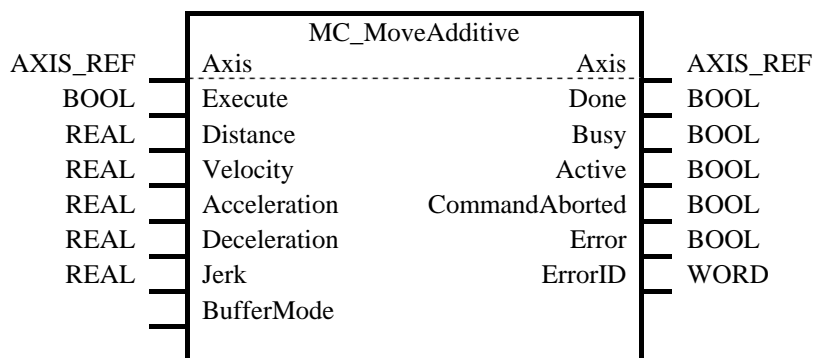 MC_MoveAdditive
AXIS_REF Axis Axis AXIS_REF
BOOL Execute Done BOOL
REAL Distance Busy BOOL
REAL Velocity Active BOOL
REAL Acceleration CommandAborted BOOL
REAL Deceleration Error BOOL
REAL Jerk ErrorID WORD
BufferMode